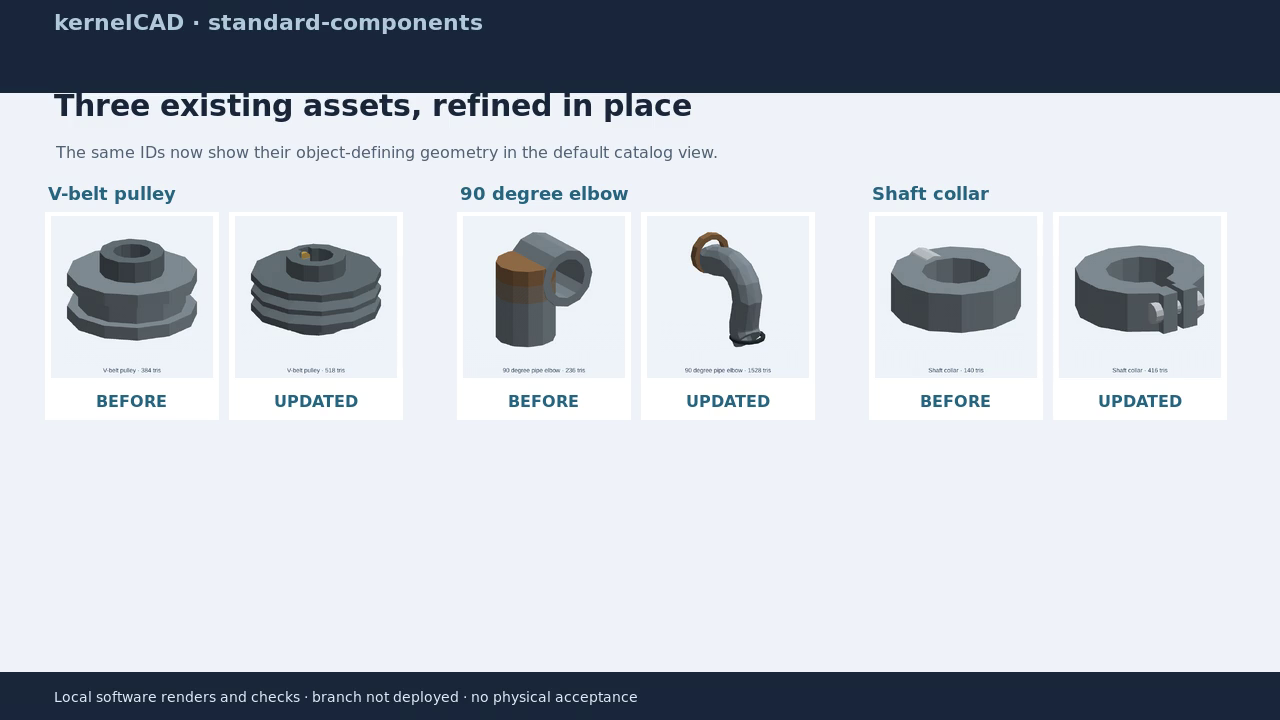 kernelCAD · standard-components
Three existing assets, refined in place
The same IDs now show their object-defining geometry in the default catalog view.
V-belt pulley
90 degree elbow
Shaft collar
V-belt pulley · 384 tris
V-belt pulley · 518 tris
90 degree pipe elbow · 236 tris
90 degree pipe elbow · 1528 tris
Shaft collar · 140 tris
Shaft collar · 416 tris
BEFORE
UPDATED
BEFORE
UPDATED
BEFORE
UPDATED
Local software renders and checks · branch not deployed · no physical acceptance